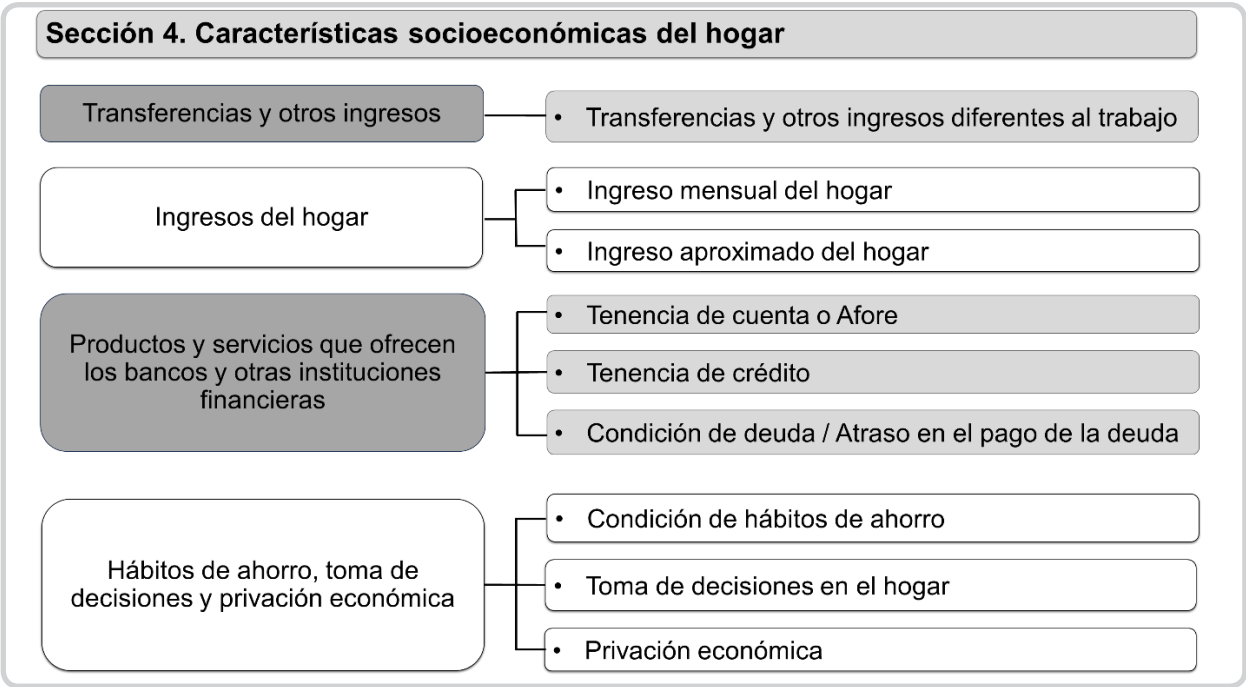 Sección 4. Características socioeconómicas del hogar
Transferencias y otros ingresos
• Transferencias y otros ingresos diferentes al trabajo
Ingresos del hogar
• Ingreso mensual del hogar
• Ingreso aproximado del hogar
Productos y servicios que ofrecen
los bancos y otras instituciones
financieras
• Tenencia de cuenta o Afore
• Tenencia de crédito
• Condición de deuda / Atraso en el pago de la deuda
Hábitos de ahorro, toma de
decisiones y privación económica
• Condición de hábitos de ahorro
• Toma de decisiones en el hogar
• Privación económica